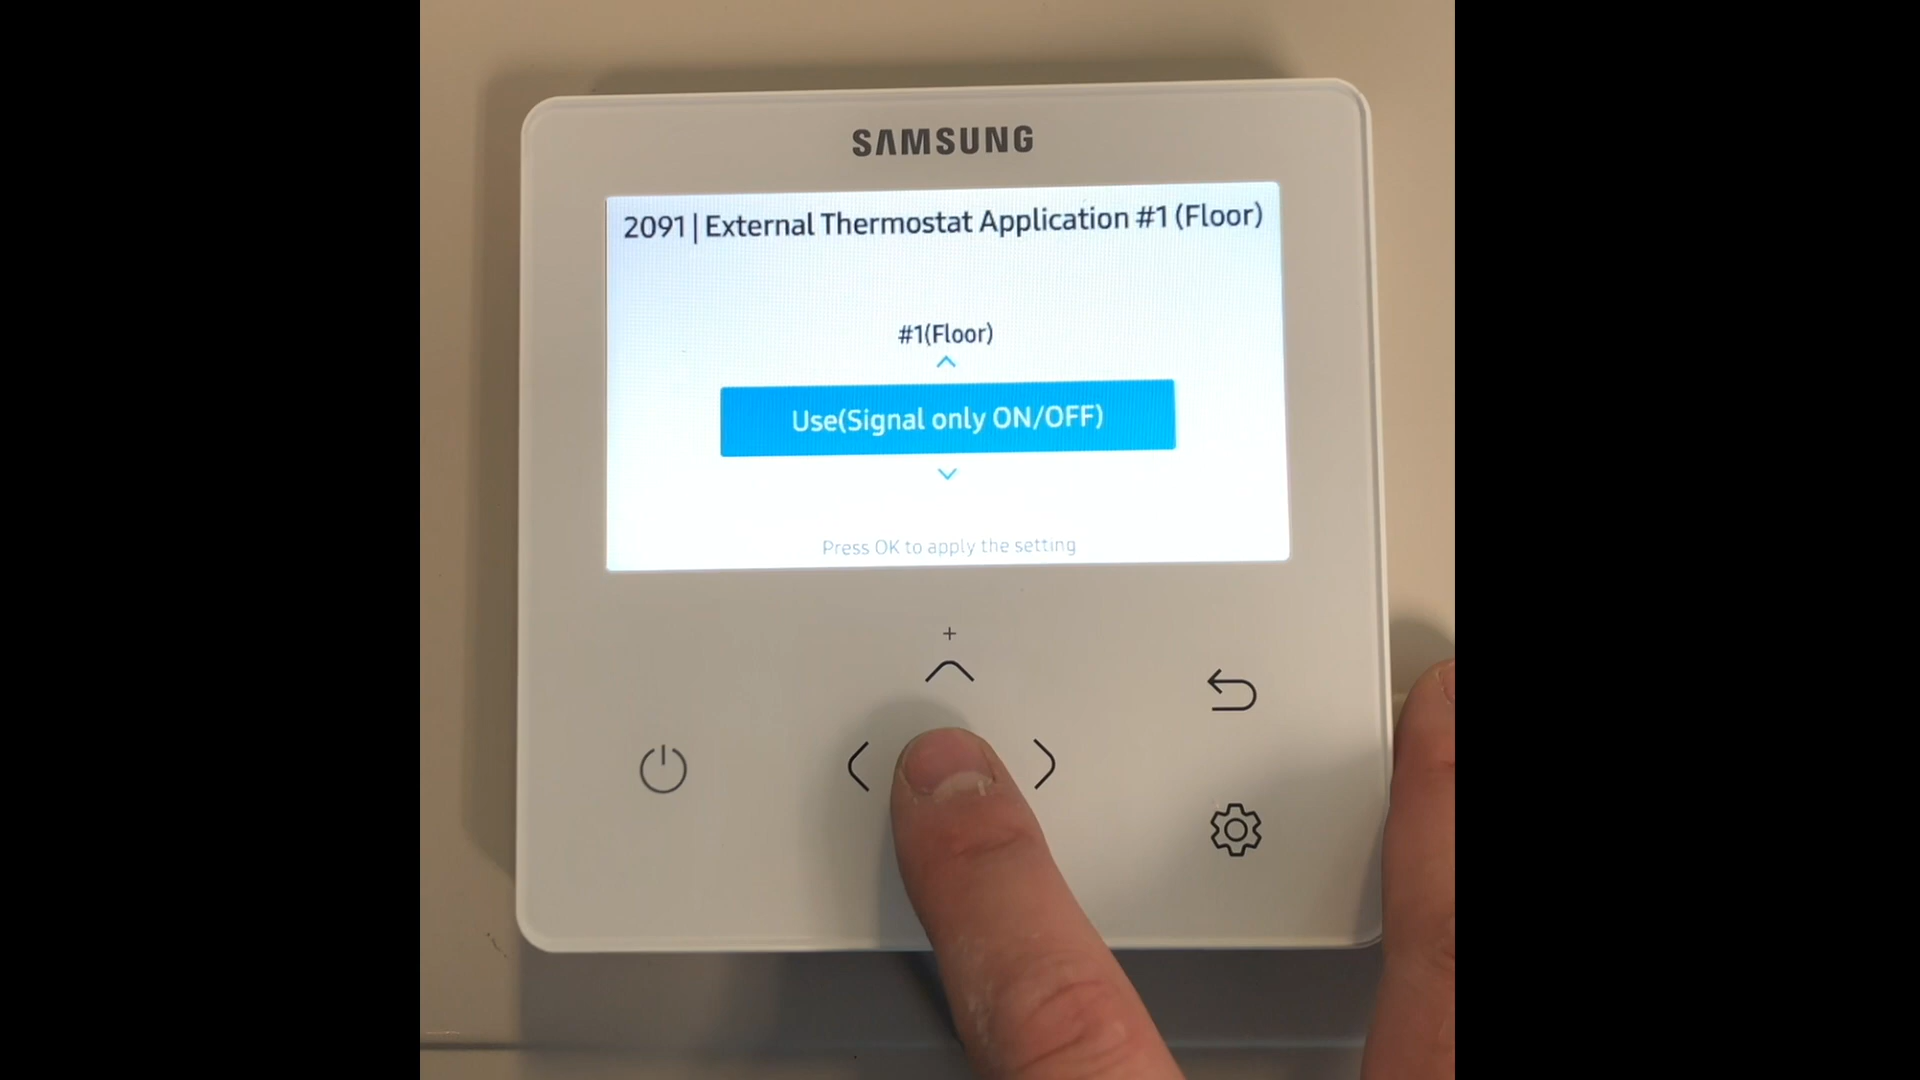 SAMSUNG
2091 | External Thermostat Application #1 (Floor)
#1(Floor)
Use(Signal only ON/OFF)
Press OK to apply the setting
+